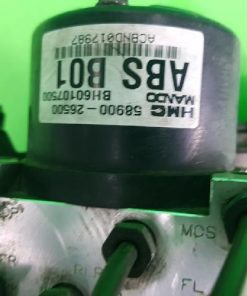 HMC 58900-26500
MANDO BH60107500
ABS B01
ACBND017987
MCS
FL